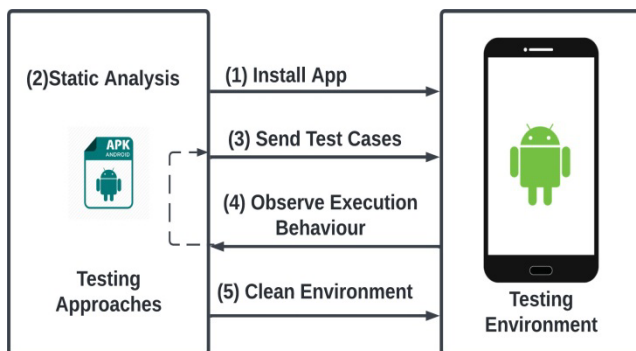 (2)Static Analysis
APK
ANDROID
Testing
Approaches
(1) Install App
(3) Send Test Cases
(4) Observe Execution
Behaviour
(5) Clean Environment
Testing
Environment